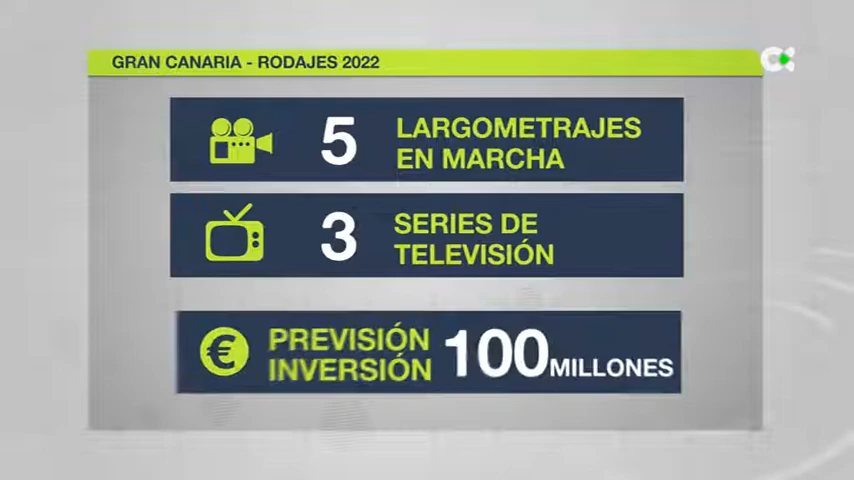 GRAN CANARIA - RODAJES 2022
5 LARGOMETRAJES
EN MARCHA
3 SERIES DE
TELEVISIÓN
€ PREVISIÓN
INVERSIÓN 100 MILLONES